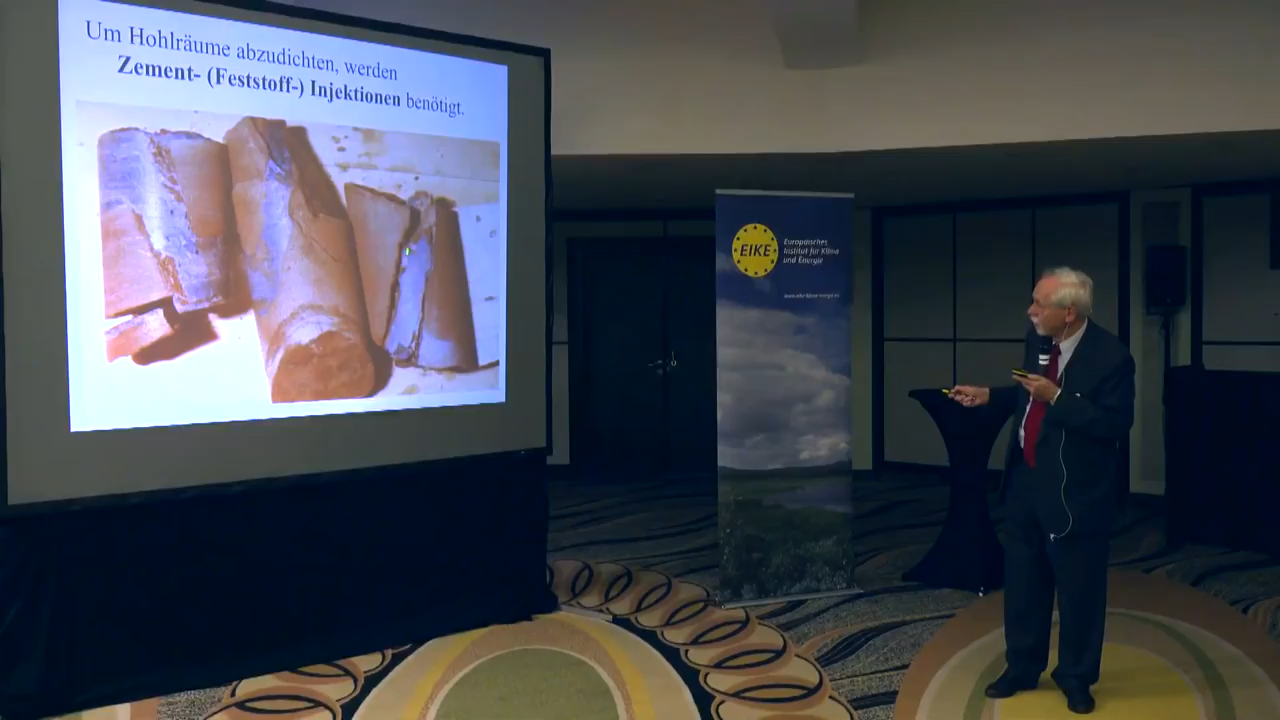 Um Hohlräume abzudichten, werden
Zement- (Feststoff-) Injektionen benötigt.
EIKE
Europäisches
Institut für Klima
und Energie